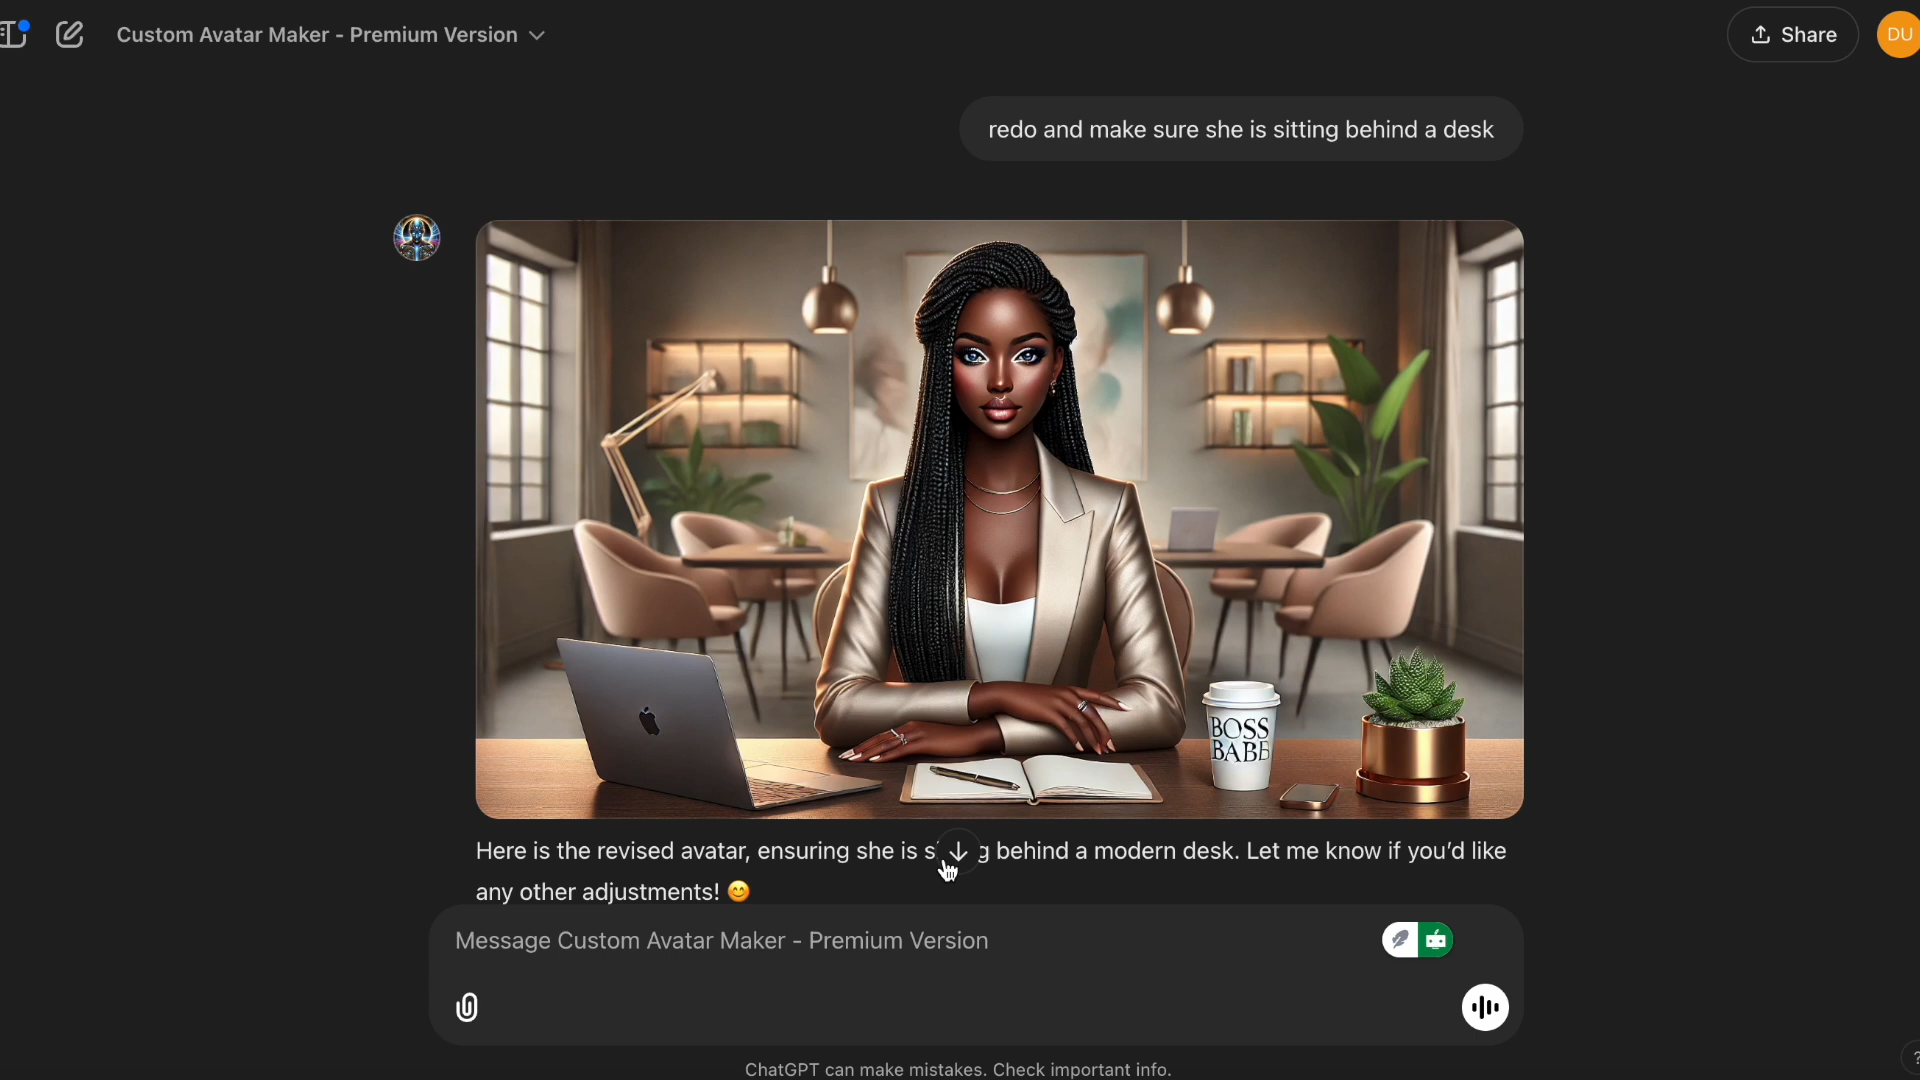 Custom Avatar Maker - Premium Version
Share
DU
redo and make sure she is sitting behind a desk
BOSS
BABE
Here is the revised avatar, ensuring she is g behind a modern desk. Let me know if you’d like
any other adjustments! 😊
Message Custom Avatar Maker - Premium Version
ChatGPT can make mistakes. Check important info.
?